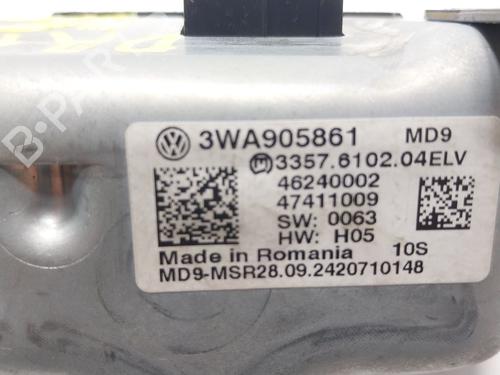 3WA905861 MD9
3357.6102.04ELV
46240002
47411009
SW: 0063
HW: H05
Made in Romania 10S
MD9-MSR28.09.2420710148